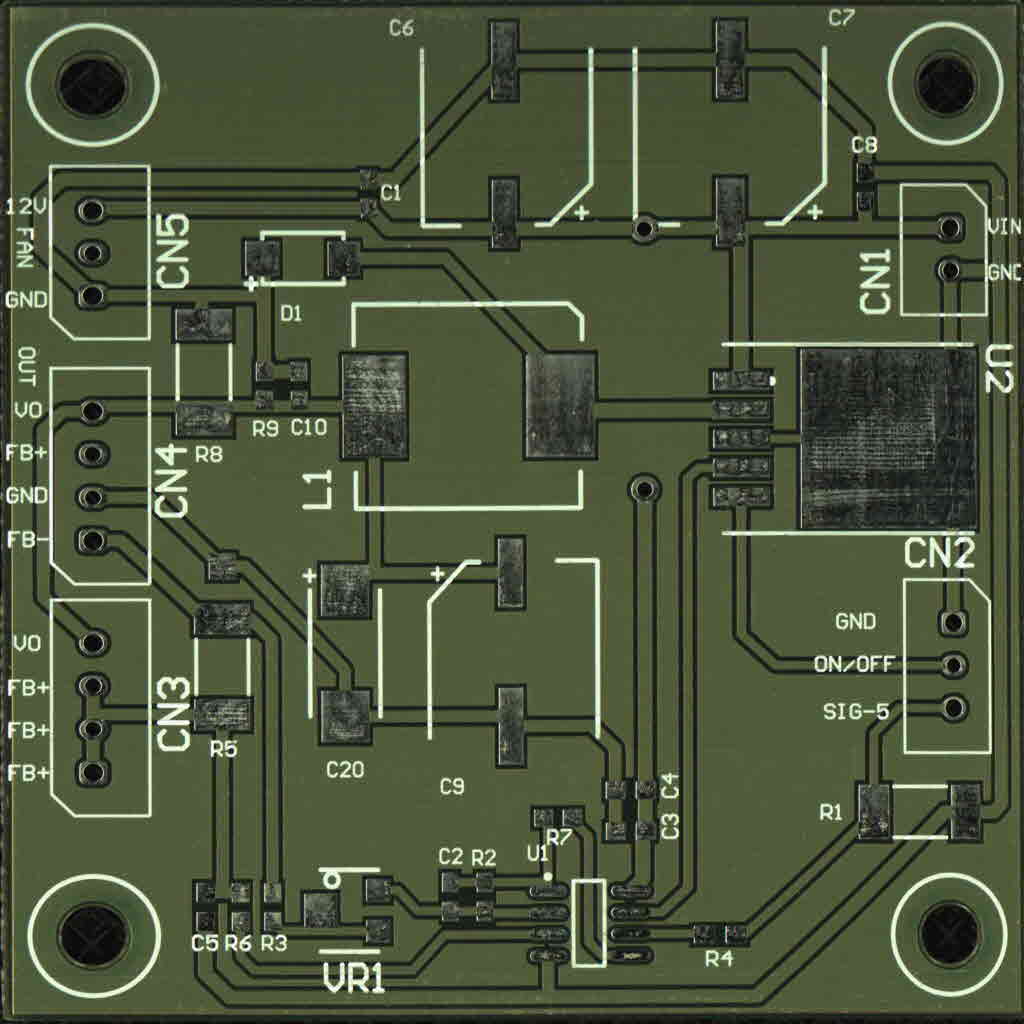 C6
C7
C8
C1
12V
FAN
GND
CN5
VIN
GND
CN1
D1
U2
OUT
VO
FB+
GND
FB-
CN4
R8
R9
C10
L1
+
+
+
+
+
CN2
GND
ON/OFF
SIG-5
VO
FB+
FB+
FB+
CN3
R5
C20
C9
C4
C3
R1
R7
U1
C2
R2
C5
R6
R3
VR1
R4